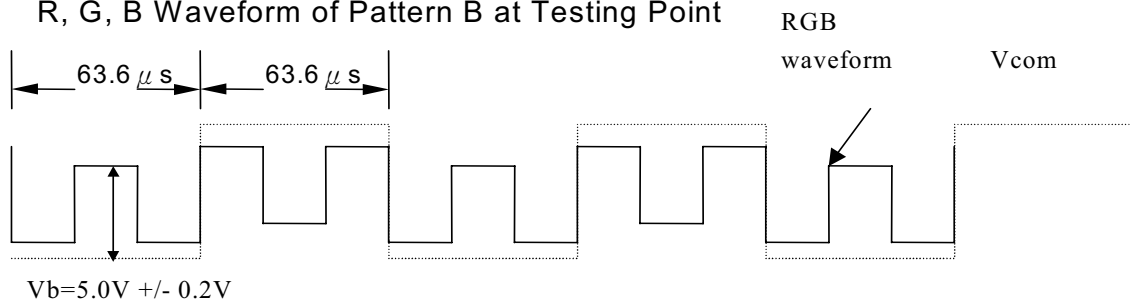 R, G, B Waveform of Pattern B at Testing Point
RGB
waveform
Vcom
63.6 μ s
63.6 μ s
Vb=5.0V +/- 0.2V